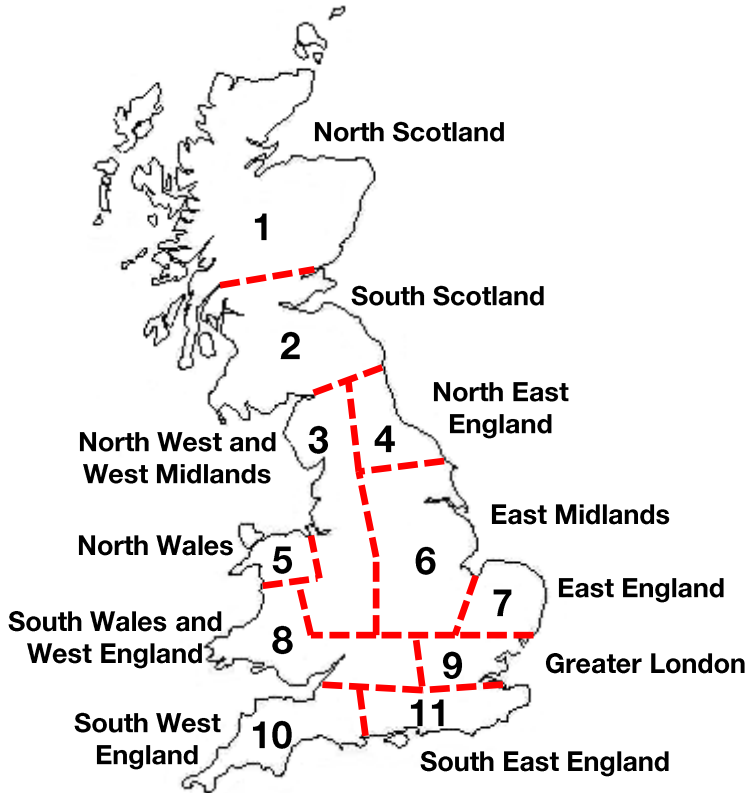 North Scotland
1
South Scotland
2
North East
England
North West and
West Midlands
3
4
East Midlands
North Wales
5
6
East England
7
South Wales and
West England
8
Greater London
9
South West
England
10
11
South East England